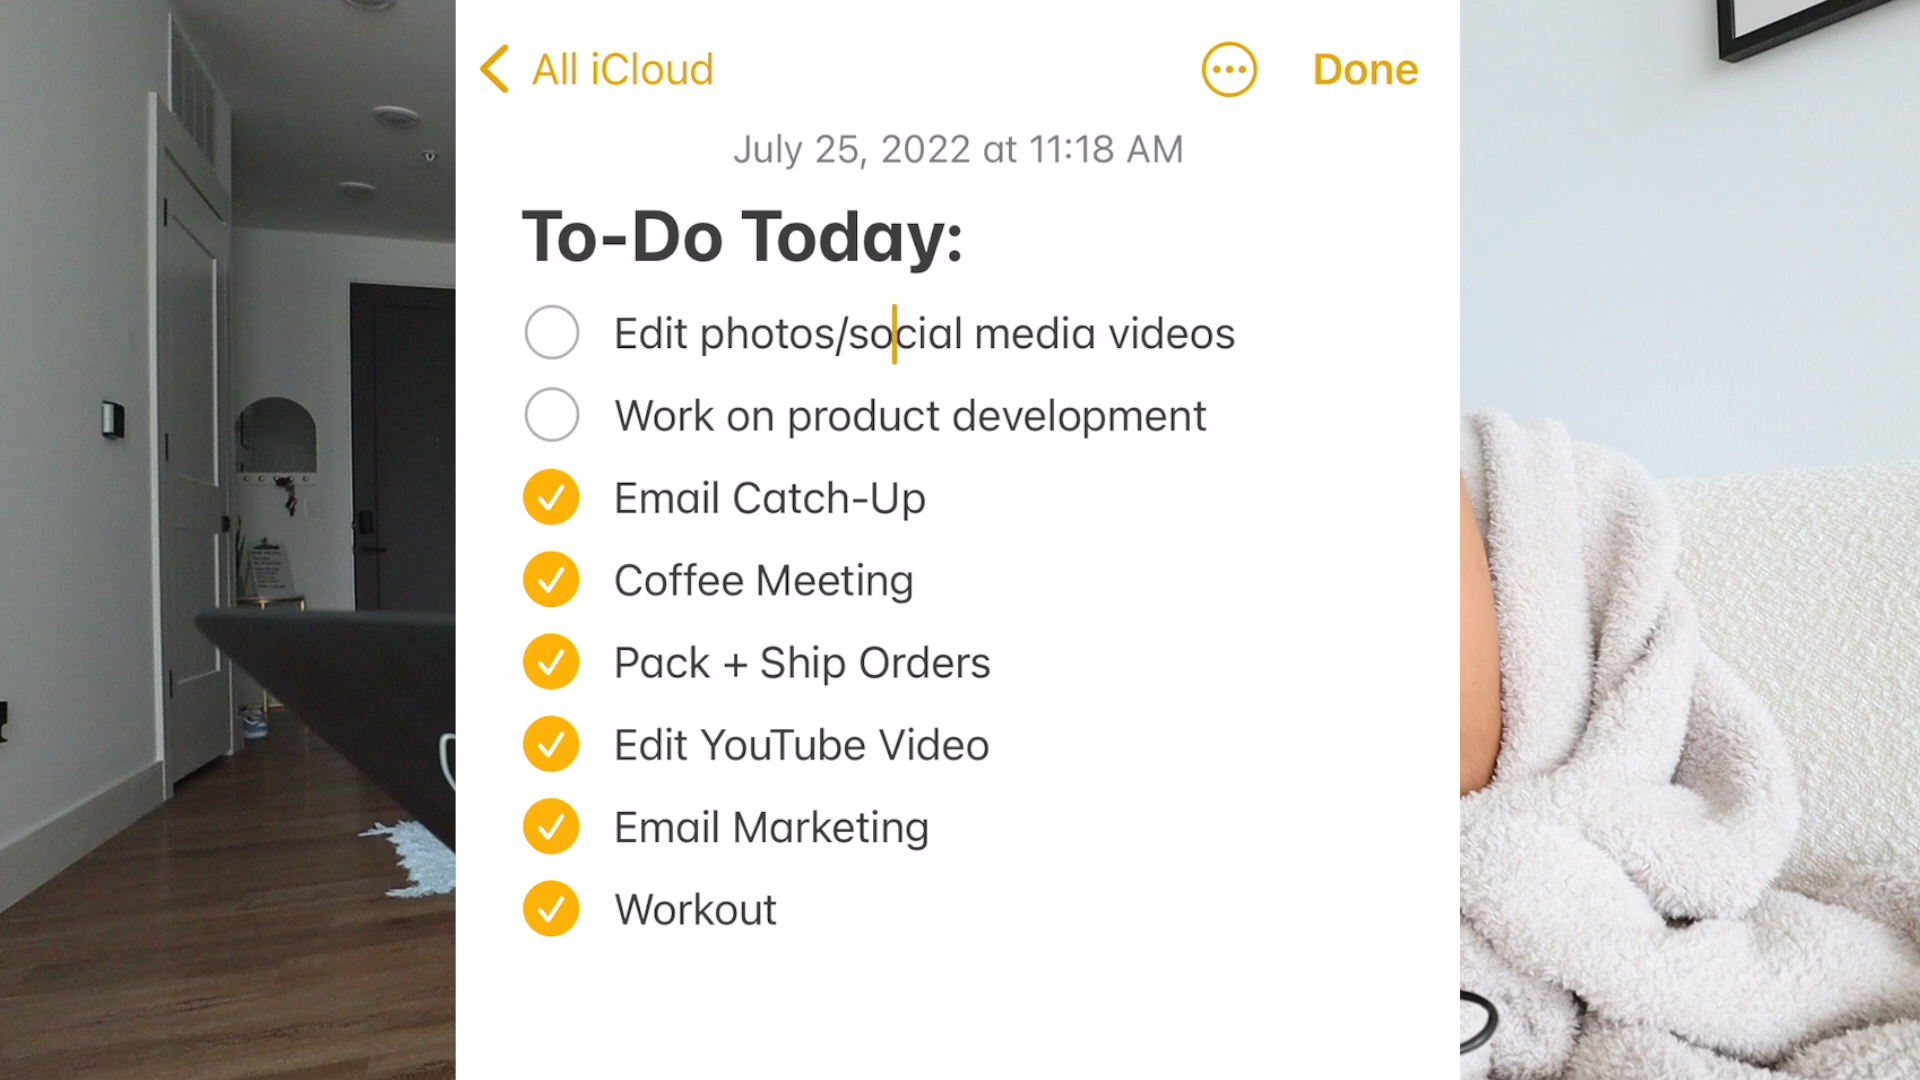 All iCloud
Done
July 25, 2022 at 11:18 AM
To-Do Today:
Edit photos/social media videos
Work on product development
Email Catch-Up
Coffee Meeting
Pack + Ship Orders
Edit YouTube Video
Email Marketing
Workout